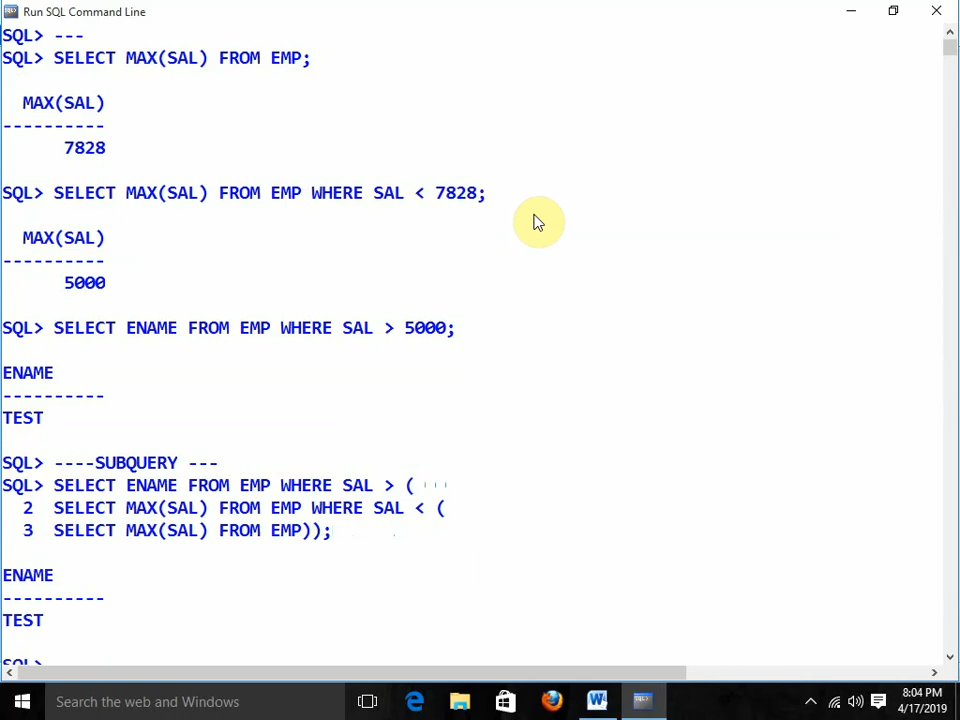 Run SQL Command Line
SQL> ---
SQL> SELECT MAX(SAL) FROM EMP;
MAX(SAL)
----------
7828
SQL> SELECT MAX(SAL) FROM EMP WHERE SAL < 7828;
MAX(SAL)
----------
5000
SQL> SELECT ENAME FROM EMP WHERE SAL > 5000;
ENAME
----------
TEST
SQL> ----SUBQUERY ---
SQL> SELECT ENAME FROM EMP WHERE SAL > (
2 SELECT MAX(SAL) FROM EMP WHERE SAL < (
3 SELECT MAX(SAL) FROM EMP));
ENAME
----------
TEST
SQL>
Search the web and Windows
8:04 PM
4/17/2019